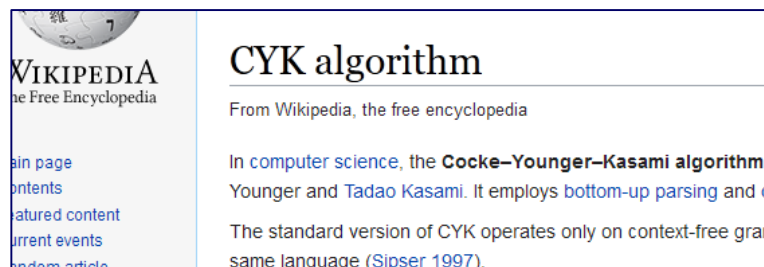 WIKIPEDIA
The Free Encyclopedia
ain page
ontents
eatured content
urrent events
andom article
CYK algorithm
From Wikipedia, the free encyclopedia
In computer science, the Cocke–Younger–Kasami algorithm
Younger and Tadao Kasami. It employs bottom-up parsing and
The standard version of CYK operates only on context-free gra
same language (Sipser 1997).